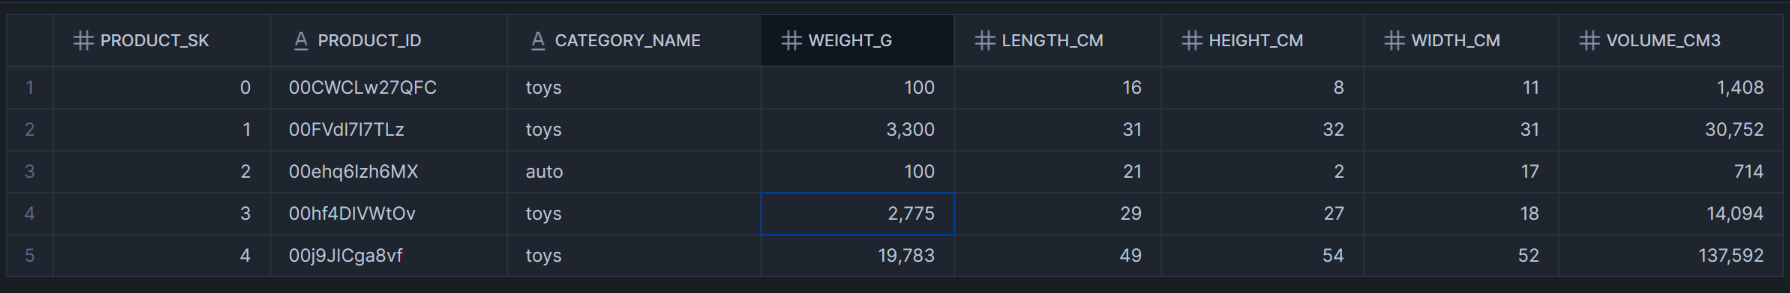 PRODUCT_SK PRODUCT_ID CATEGORY_NAME WEIGHT_G LENGTH_CM HEIGHT_CM WIDTH_CM VOLUME_CM3
1 0 00CWCLw27QFC toys 100 16 8 11 1,408
2 1 00FVdI7I7TLz toys 3,300 31 32 31 30,752
3 2 00ehq6Izh6MX auto 100 21 2 17 714
4 3 00hf4DIVWtOv toys 2,775 29 27 18 14,094
5 4 00j9JICga8vf toys 19,783 49 54 52 137,592